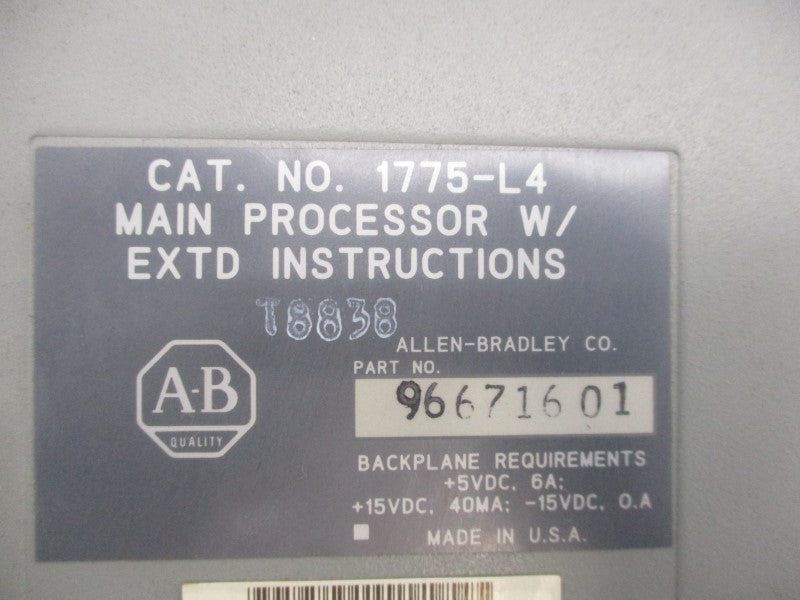 CAT. NO. 1775-L4
MAIN PROCESSOR W/
EXTD INSTRUCTIONS
T8838
ALLEN-BRADLEY CO.
PART NO.
96671601
A-B
QUALITY
BACKPLANE REQUIREMENTS
+5VDC, 6A;
+15VDC, 40MA; -15VDC, 0.A
MADE IN U.S.A.